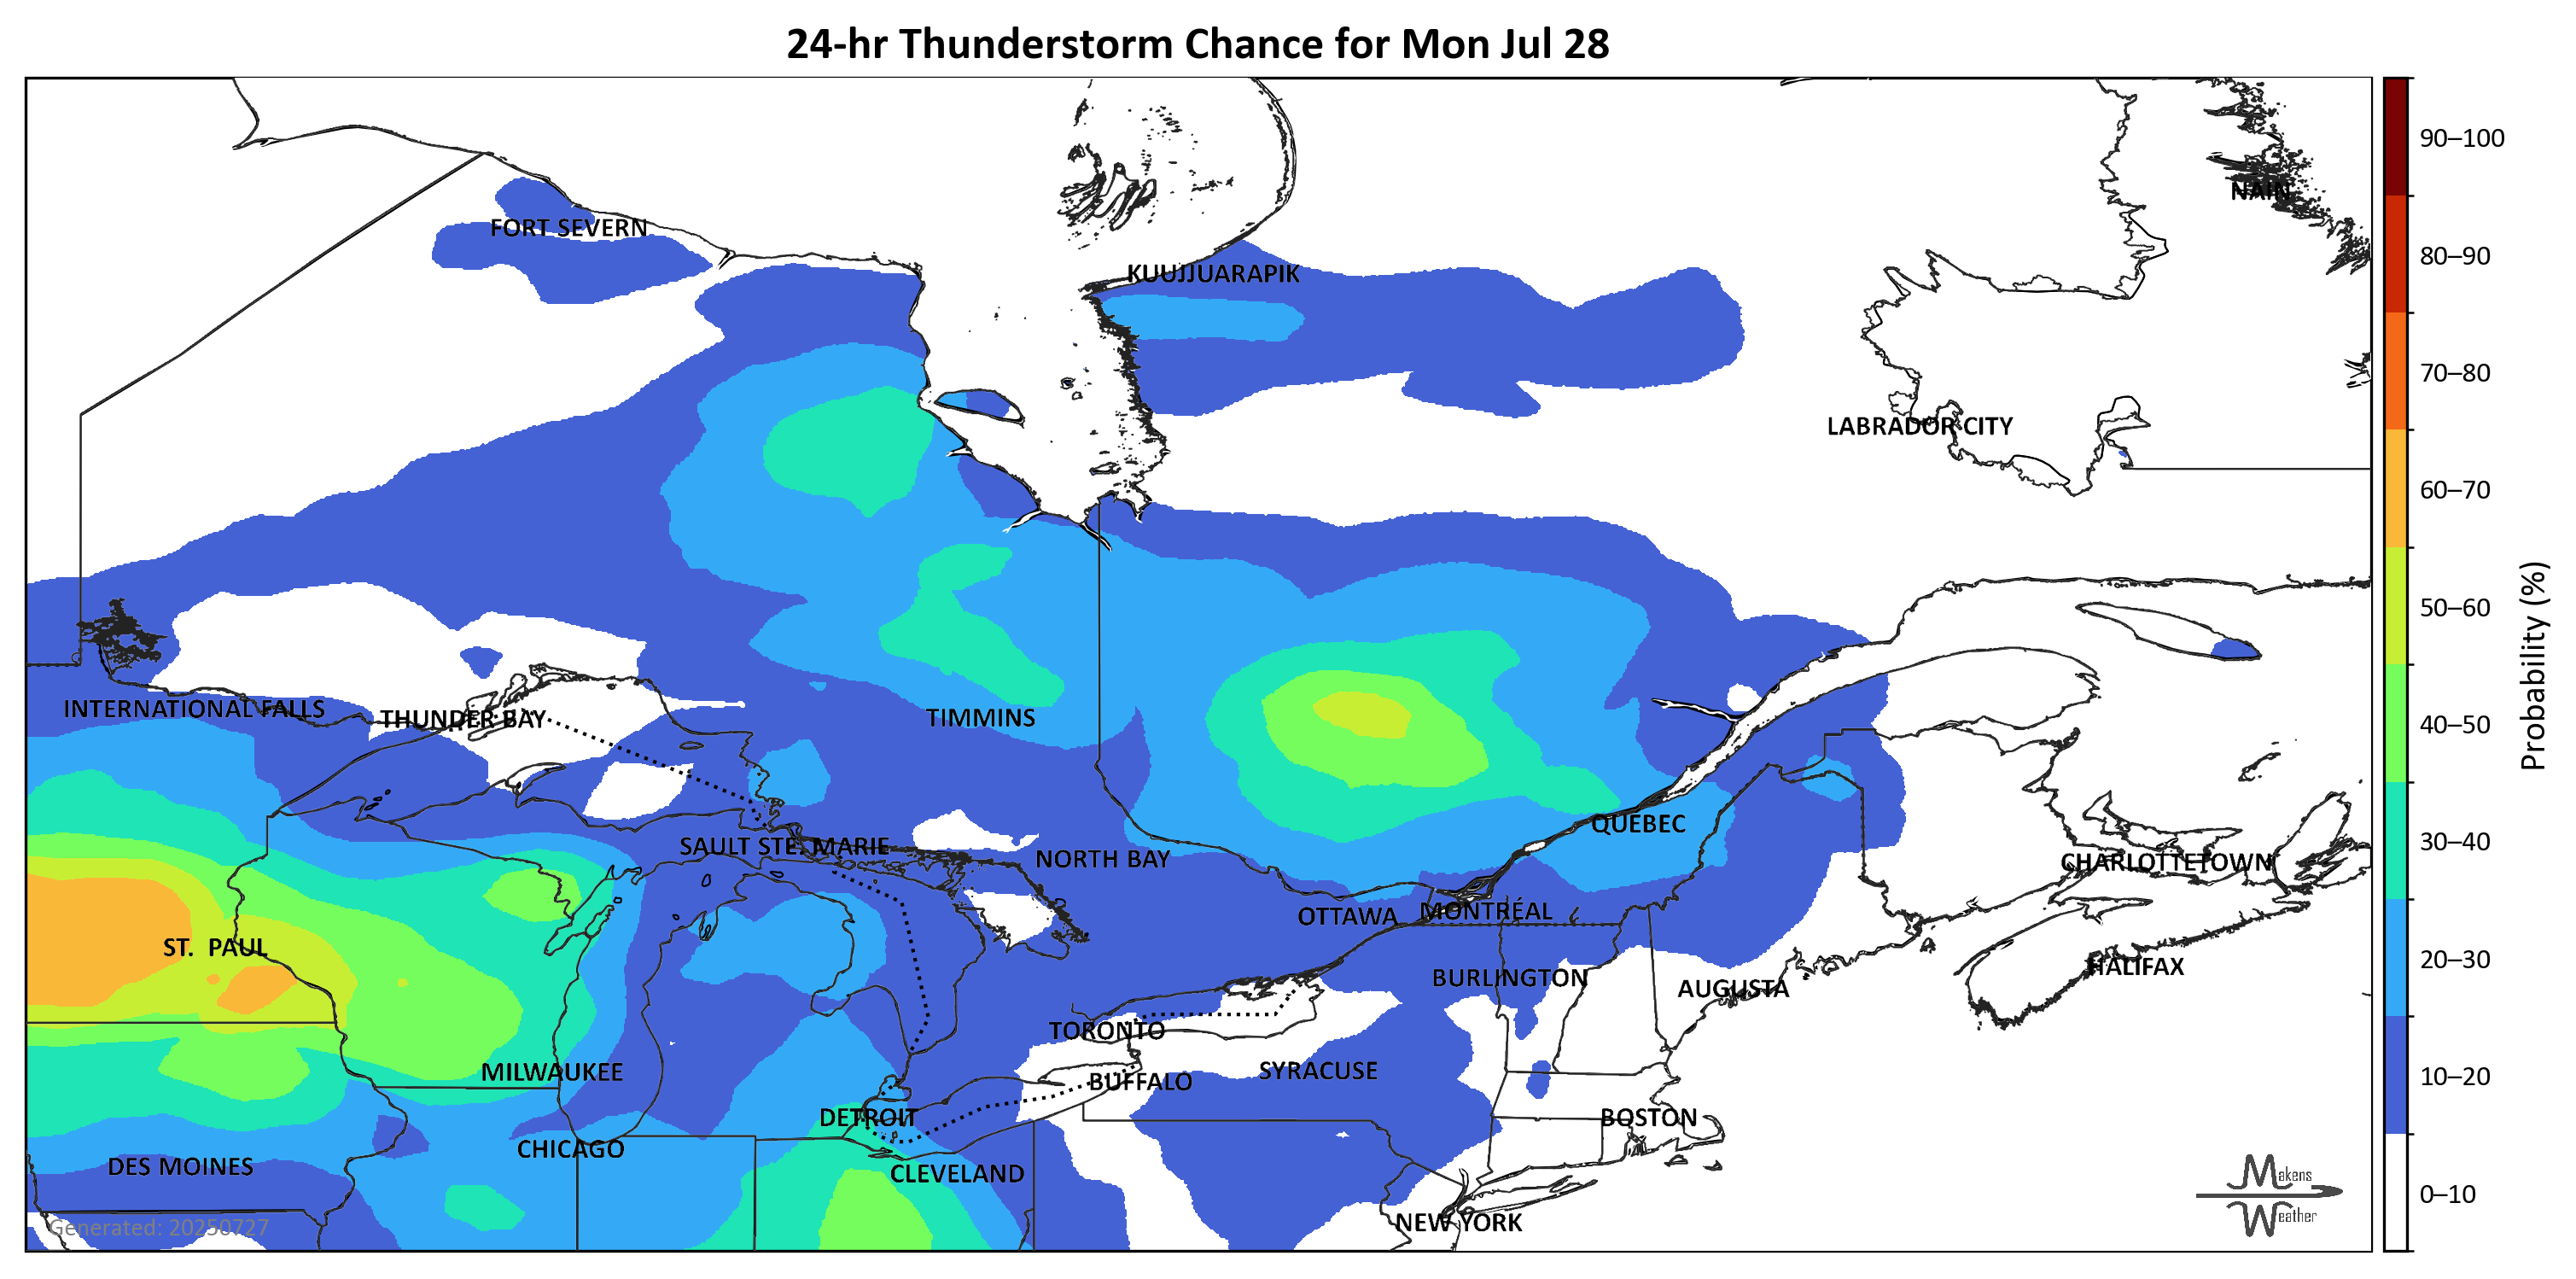 24-hr Thunderstorm Chance for Mon Jul 28
90–100
NAIN
FORT SEVERN
80–90
KUUJJUARAPIK
70–80
LABRADOR CITY
60–70
50–60
Probability (%)
INTERNATIONAL FALLS
THUNDER BAY
TIMMINS
40–50
QUEBEC
SAULT STE. MARIE
NORTH BAY
30–40
CHARLOTTETOWN
OTTAWA
MONTRÉAL
ST. PAUL
20–30
HALIFAX
BURLINGTON
AUGUSTA
TORONTO
MILWAUKEE
SYRACUSE
BUFFALO
10–20
DETROIT
BOSTON
CHICAGO
DES MOINES
CLEVELAND
Makens
Weather
0–10
NEW YORK
Generated: 20250727